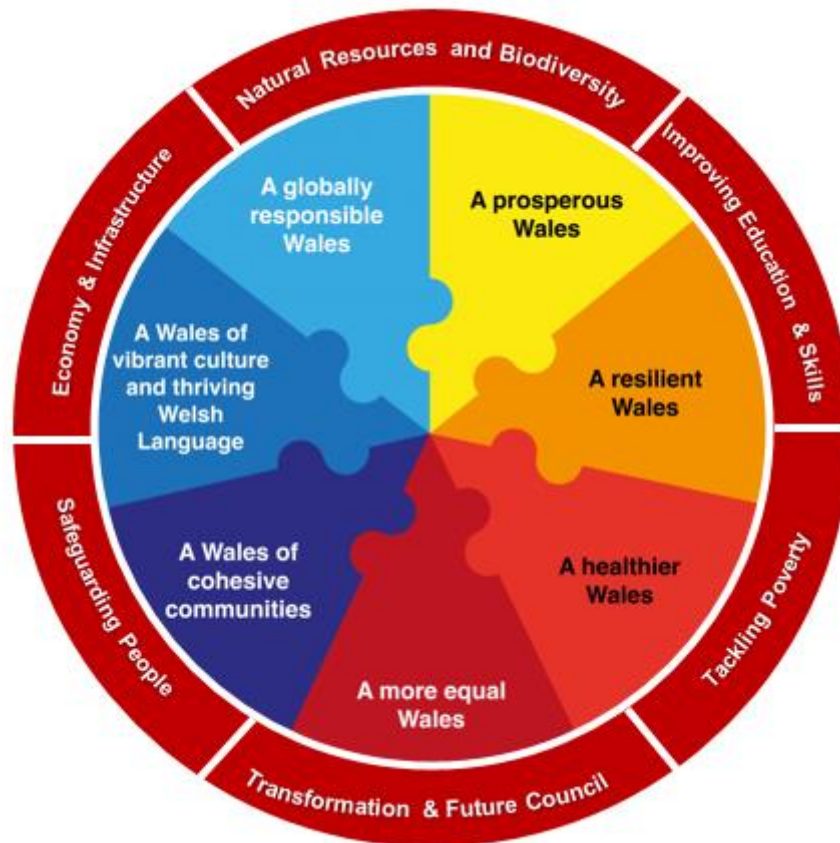 Natural Resources and Biodiversity
Improving Education & Skills
Tackling Poverty
Transformation & Future Council
Safeguarding People
Economy & Infrastructure
A prosperous
Wales
A resilient
Wales
A healthier
Wales
A more equal
Wales
A Wales of
cohesive
communities
A Wales of
vibrant culture
and thriving
Welsh
Language
A globally
responsible
Wales